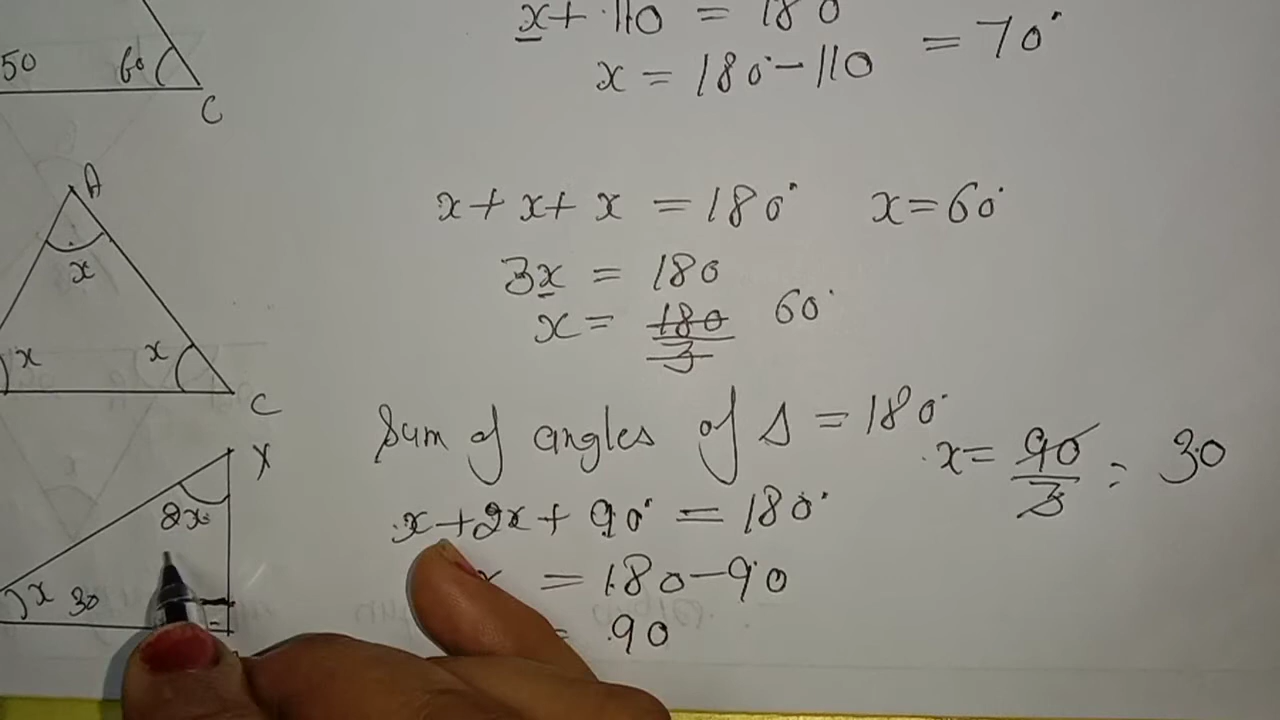 x + 110 = 180
x = 180 - 110 = 70°
50 60
C
A
x
x x
C
x + x + x = 180° x = 60°
3x = 180
x = 180/3 60°
Sum of angles of Δ = 180°
x = 90/3 = 30
X
2x
x 30
x + 2x + 90° = 180°
x = 180 - 90
= 90